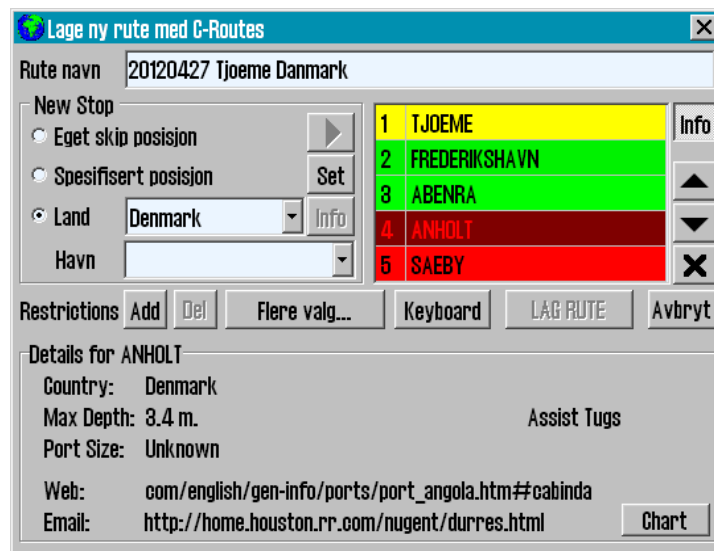 Lage ny rute med C-Routes
Rute navn 20120427 Tjoeme Danmark
New Stop
Eget skip posisjon
Spesifisert posisjon Set
Land Denmark Info
Havn
1 TJOEME
2 FREDERIKSHAVN
3 ABENRA
4 ANHOLT
5 SAEBY
Info
Restrictions Add Del Flere valg... Keyboard LAG RUTE Avbryt
Details for ANHOLT
Country: Denmark
Max Depth: 3.4 m. Assist Tugs
Port Size: Unknown
Web: com/english/gen-info/ports/port_angola.htm#cabinda
Email: http://home.houston.rr.com/nugent/durres.html Chart